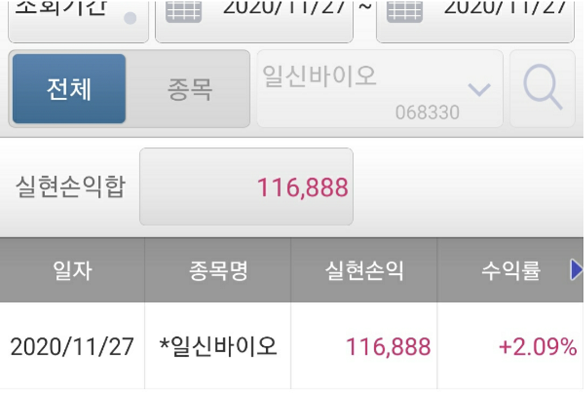 조회기간 2020/11/27 ~ 2020/11/27
전체 종목 일신바이오
068330
실현손익합 116,888
일자 종목명 실현손익 수익률
2020/11/27 *일신바이오 116,888 +2.09%